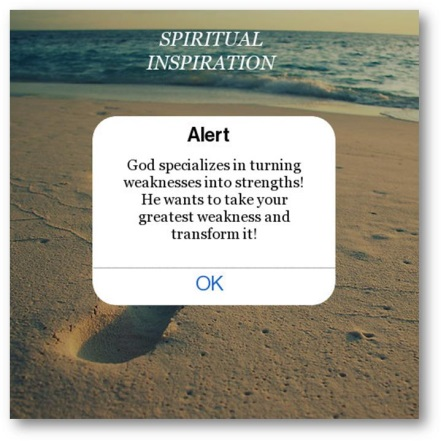 SPIRITUAL
INSPIRATION
Alert
God specializes in turning
weaknesses into strengths!
He wants to take your
greatest weakness and
transform it!
OK